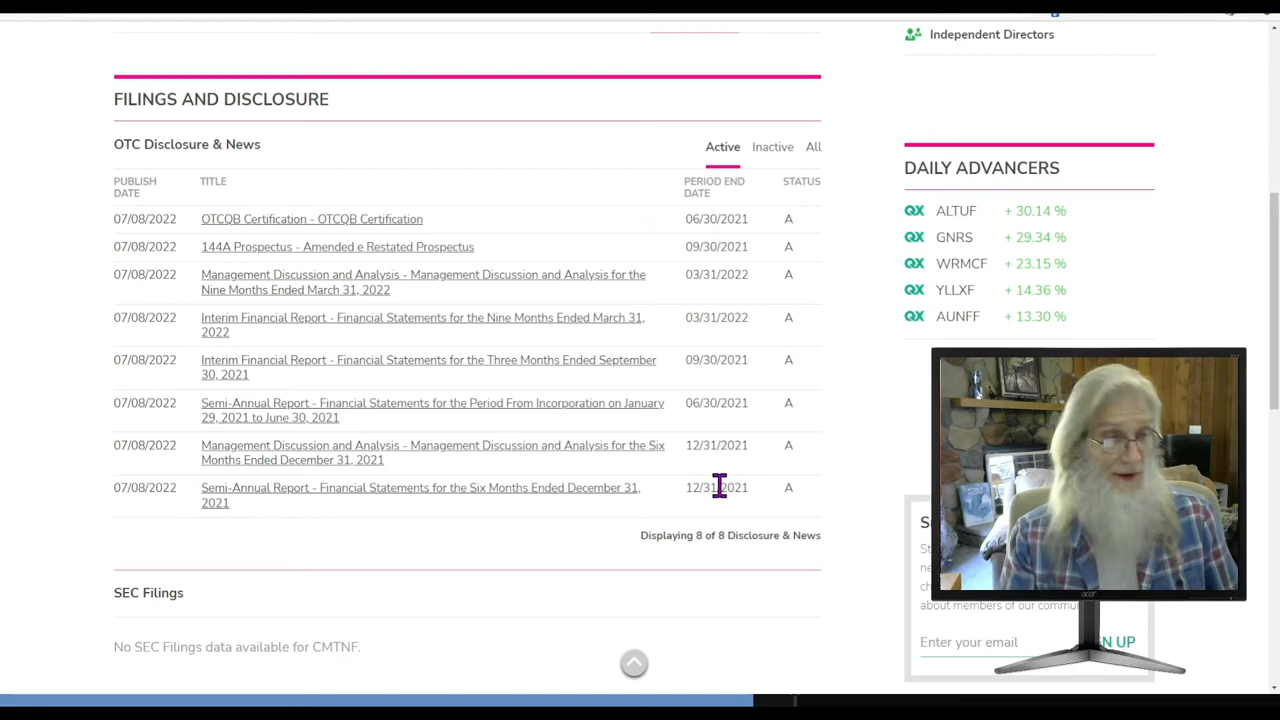 Independent Directors
FILINGS AND DISCLOSURE
OTC Disclosure & News
Active Inactive All
PUBLISH DATE TITLE PERIOD END DATE STATUS
07/08/2022 OTCQB Certification - OTCQB Certification 06/30/2021 A
07/08/2022 144A Prospectus - Amended e Restated Prospectus 09/30/2021 A
07/08/2022 Management Discussion and Analysis - Management Discussion and Analysis for the 03/31/2022 A
Nine Months Ended March 31, 2022
07/08/2022 Interim Financial Report - Financial Statements for the Nine Months Ended March 31, 03/31/2022 A
2022
07/08/2022 Interim Financial Report - Financial Statements for the Three Months Ended September 09/30/2021 A
30, 2021
07/08/2022 Semi-Annual Report - Financial Statements for the Period From Incorporation on January 06/30/2021 A
29, 2021 to June 30, 2021
07/08/2022 Management Discussion and Analysis - Management Discussion and Analysis for the Six 12/31/2021 A
Months Ended December 31, 2021
07/08/2022 Semi-Annual Report - Financial Statements for the Six Months Ended December 31, 12/31/2021 A
2021
Displaying 8 of 8 Disclosure & News
SEC Filings
No SEC Filings data available for CMTNF.
DAILY ADVANCERS
QX ALTUF + 30.14 %
QX GNRS + 29.34 %
QX WRMCF + 23.15 %
QX YLLXF + 14.36 %
QX AUNFF + 13.30 %
acer
about members of our commu
Enter your email
GN UP